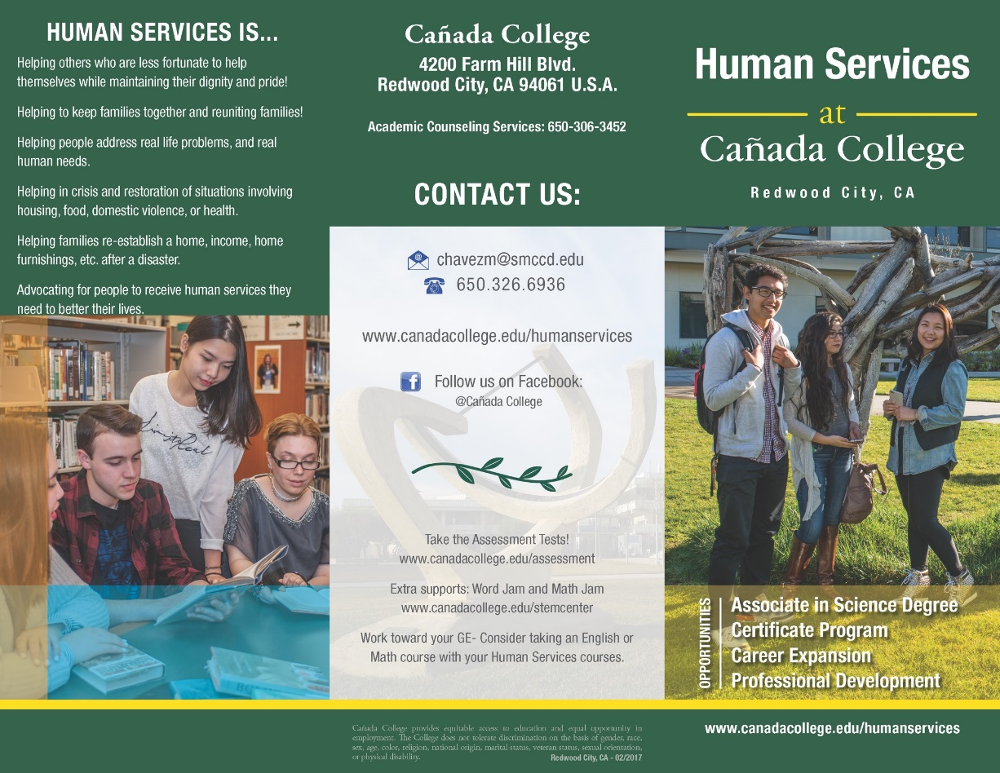 HUMAN SERVICES IS...
Helping others who are less fortunate to help
themselves while maintaining their dignity and pride!
Helping to keep families together and reuniting families!
Helping people address real life problems, and real
human needs.
Helping in crisis and restoration of situations involving
housing, food, domestic violence, or health.
Helping families re-establish a home, income, home
furnishings, etc. after a disaster.
Advocating for people to receive human services they
need to better their lives.
Cañada College
4200 Farm Hill Blvd.
Redwood City, CA 94061 U.S.A.
Academic Counseling Services: 650-306-3452
CONTACT US:
chavezm@smccd.edu
650.326.6936
www.canadacollege.edu/humanservices
f Follow us on Facebook:
@Cañada College
Take the Assessment Tests!
www.canadacollege.edu/assessment
Extra supports: Word Jam and Math Jam
www.canadacollege.edu/stemcenter
Work toward your GE- Consider taking an English or
Math course with your Human Services courses.
Cañada College provides equitable access to education and equal opportunity in
employment. The College does not tolerate discrimination on the basis of gender, race,
sex, age, color, religion, national origin, marital status, veteran status, sexual orientation,
or physical disability.
Redwood City, CA - 02/2017
Human Services
at
Cañada College
Redwood City, CA
OPPORTUNITIES
Associate in Science Degree
Certificate Program
Career Expansion
Professional Development
www.canadacollege.edu/humanservices